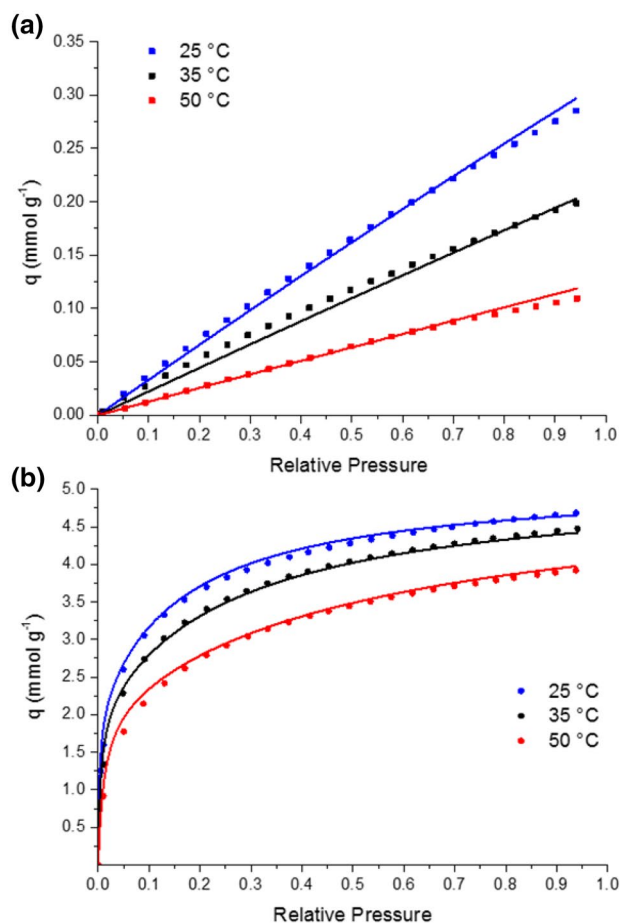 (a)
0.35
0.30
0.25
0.20
0.15
0.10
0.05
0.00
q (mmol g⁻¹)
25 °C
35 °C
50 °C
0.0 0.1 0.2 0.3 0.4 0.5 0.6 0.7 0.8 0.9 1.0
Relative Pressure
(b)
5.0
4.5
4.0
3.5
3.0
2.5
2.0
1.5
1.0
0.5
q (mmol g⁻¹)
25 °C
35 °C
50 °C
0.0 0.1 0.2 0.3 0.4 0.5 0.6 0.7 0.8 0.9 1.0
Relative Pressure